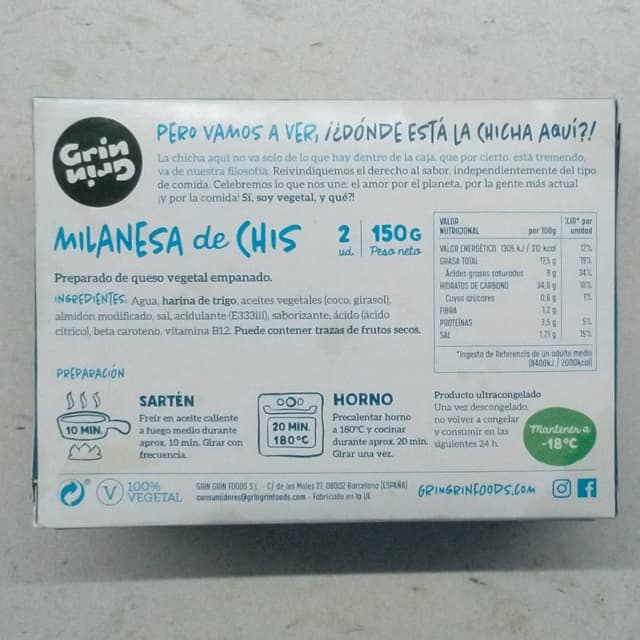 Grin
Grin
PERO VAMOS A VER, ¡¿DÓNDE ESTÁ LA CHICHA AQUÍ?!
La chicha aquí no va solo de lo que hay dentro de la caja, que por cierto, está tremendo,
va de nuestra filosofía: Reivindiquemos el derecho al sabor, independientemente del tipo
de comida. Celebremos lo que nos une: el amor por el planeta, por la gente más actual
¡y por la comida! Sí, soy vegetal, y qué?!
MILANESA de CHIS
2 ud.
150G Peso neto
Preparado de queso vegetal empanado.
INGREDIENTES: Agua, harina de trigo, aceites vegetales (coco, girasol),
almidón modificado, sal, acidulante (E333iii), saborizante, ácido (ácido
cítrico), beta caroteno, vitamina B12. Puede contener trazas de frutos secos.
VALOR NUTRICIONAL por 100g %IR* por unidad
VALOR ENERGÉTICO 1305 kJ / 312 kcal 12%
GRASA TOTAL 17,5 g 19%
Ácidos grasos saturados 9 g 34%
HIDRATOS DE CARBONO 34,6 g 10%
Cuyos azúcares 0,6 g 1%
FIBRA 1,2 g
PROTEÍNAS 3,5 g 5%
SAL 1,21 g 15%
*Ingesta de Referencia de un adulto medio
(8400kJ / 2000kcal)
PREPARACIÓN
10 MIN.
SARTÉN
Freír en aceite caliente
a fuego medio durante
aprox. 10 min. Girar con
frecuencia.
20 MIN.
180ºC
HORNO
Precalentar horno
a 180ºC y cocinar
durante aprox. 20 min.
Girar una vez.
Producto ultracongelado
Una vez descongelado,
no volver a congelar
y consumir en las
siguientes 24 h.
Mantener a
-18ºC
V
100%
VEGETAL
GRIN GRIN FOODS S.L. - C/ de les Moles 27, 08002 Barcelona (ESPAÑA)
consumidores@gringrinfoods.com - Fabricado en la UE
GRINGRINFOODS.COM